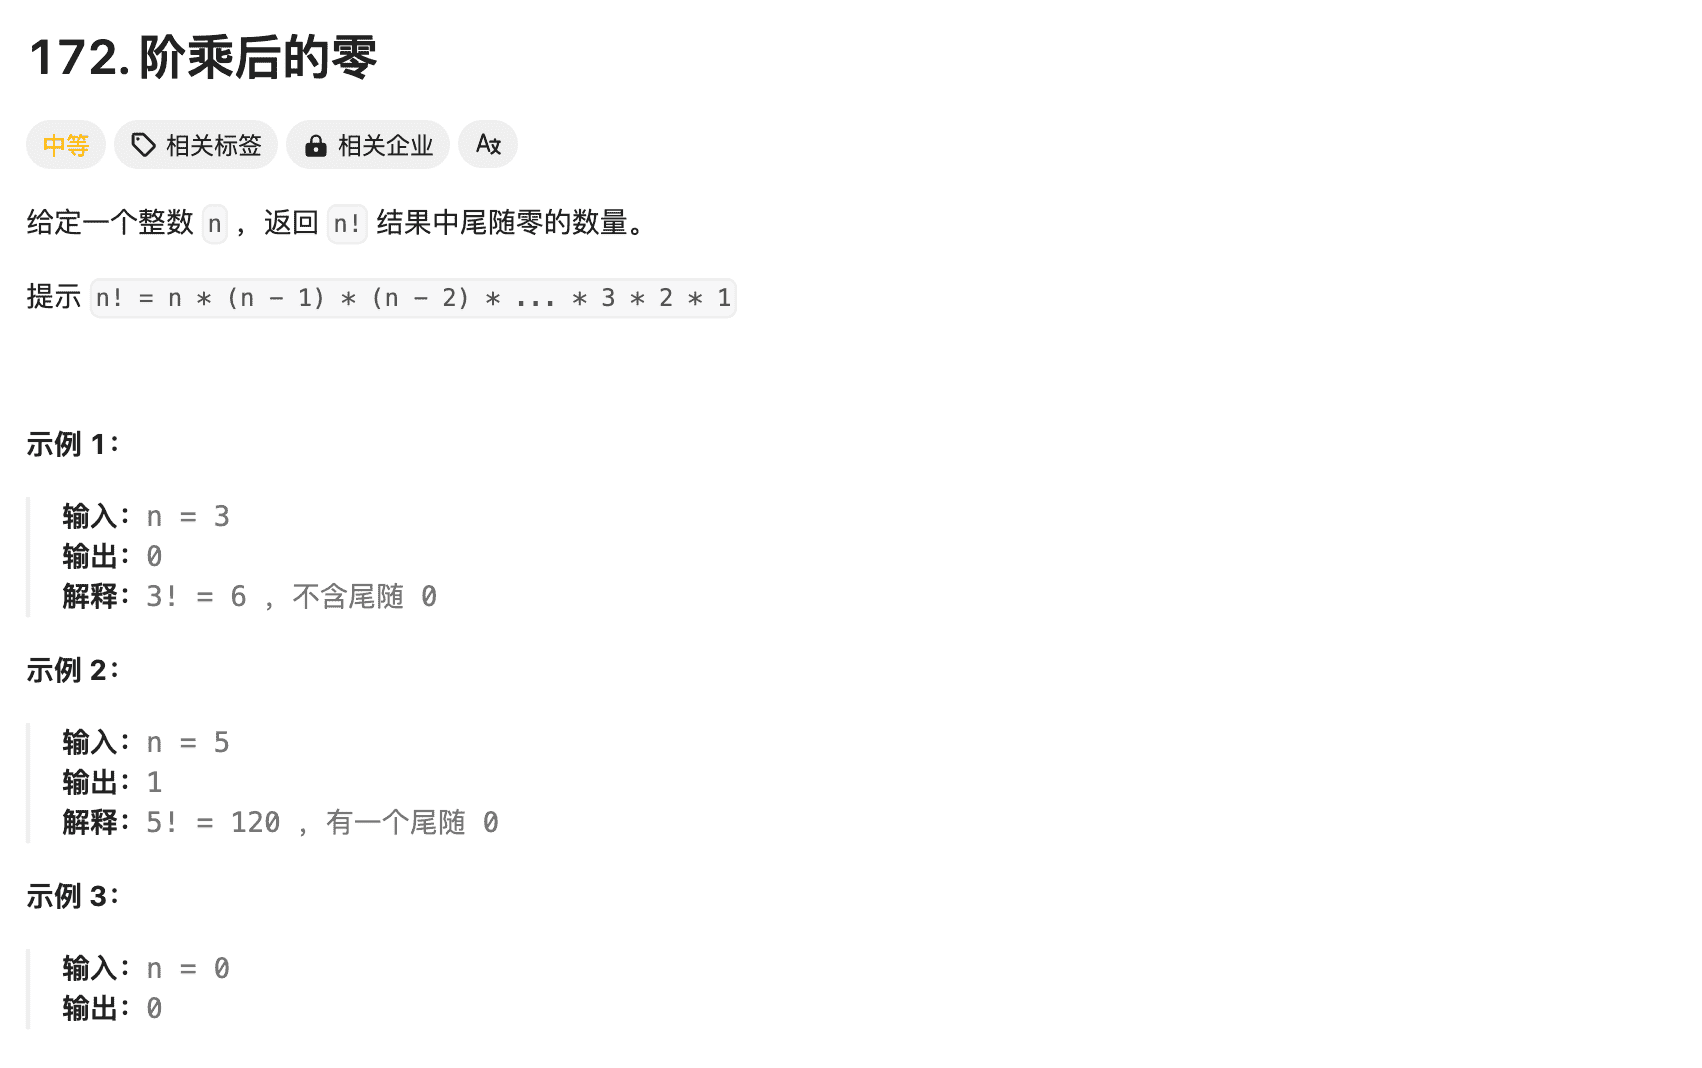 172. 阶乘后的零
中等 相关标签 相关企业 Ax
给定一个整数 n ，返回 n! 结果中尾随零的数量。
提示 n! = n * (n - 1) * (n - 2) * ... * 3 * 2 * 1
示例 1：
输入：n = 3
输出：0
解释：3! = 6 ，不含尾随 0
示例 2：
输入：n = 5
输出：1
解释：5! = 120 ，有一个尾随 0
示例 3：
输入：n = 0
输出：0